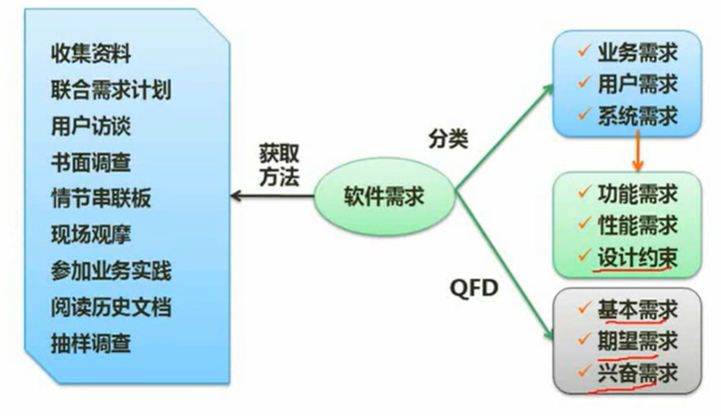 收集资料
联合需求计划
用户访谈
书面调查
情节串联板
现场观摩
参加业务实践
阅读历史文档
抽样调查
获取
方法
软件需求
分类
QFD
业务需求
用户需求
系统需求
功能需求
性能需求
设计约束
基本需求
期望需求
兴奋需求